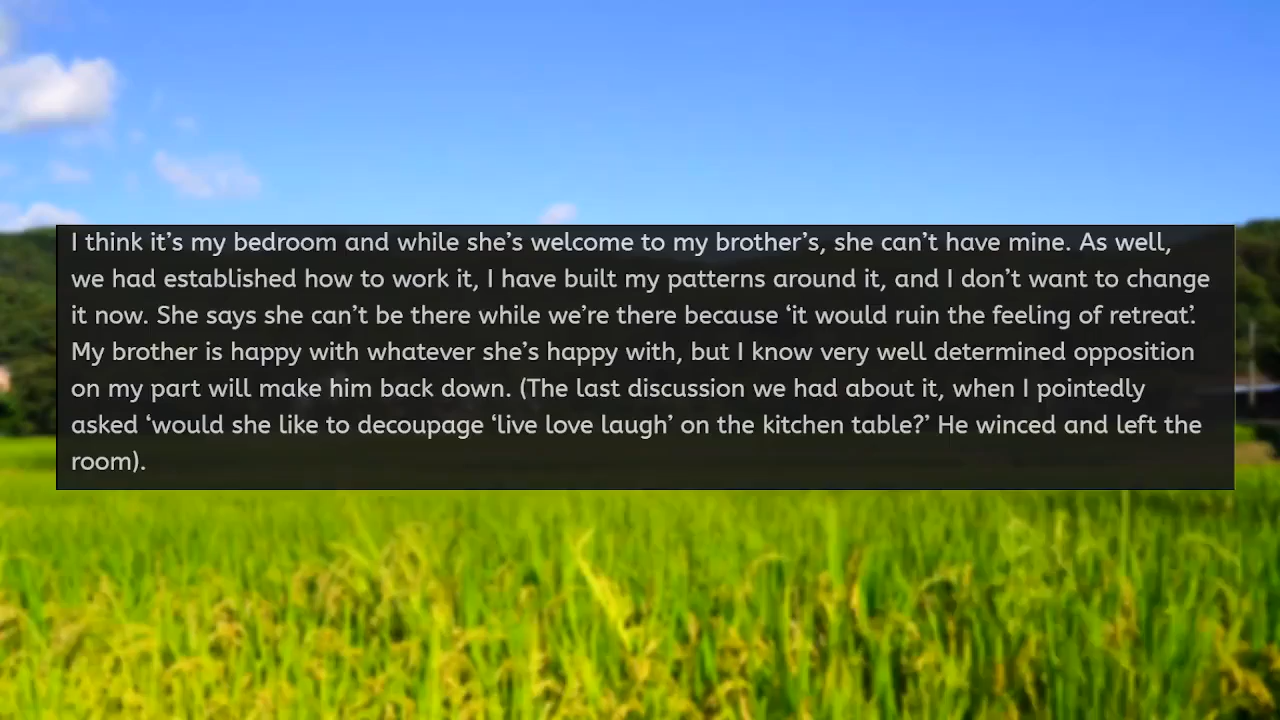 I think it’s my bedroom and while she’s welcome to my brother’s, she can’t have mine. As well,
we had established how to work it, I have built my patterns around it, and I don’t want to change
it now. She says she can’t be there while we’re there because ‘it would ruin the feeling of retreat’.
My brother is happy with whatever she’s happy with, but I know very well determined opposition
on my part will make him back down. (The last discussion we had about it, when I pointedly
asked ‘would she like to decoupage ‘live love laugh’ on the kitchen table?’ He winced and left the
room).